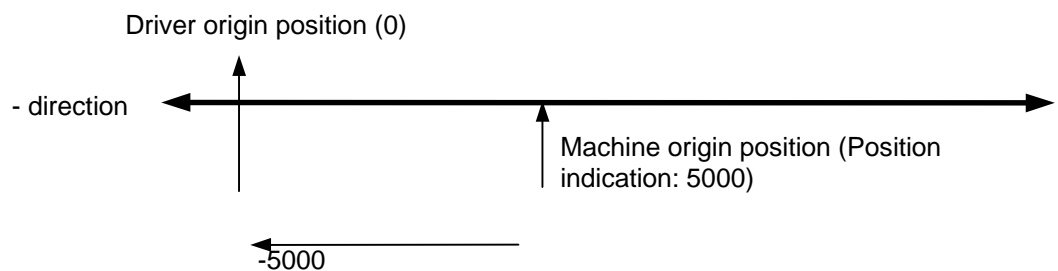 Driver origin position (0)
- direction
Machine origin position (Position
indication: 5000)
-5000